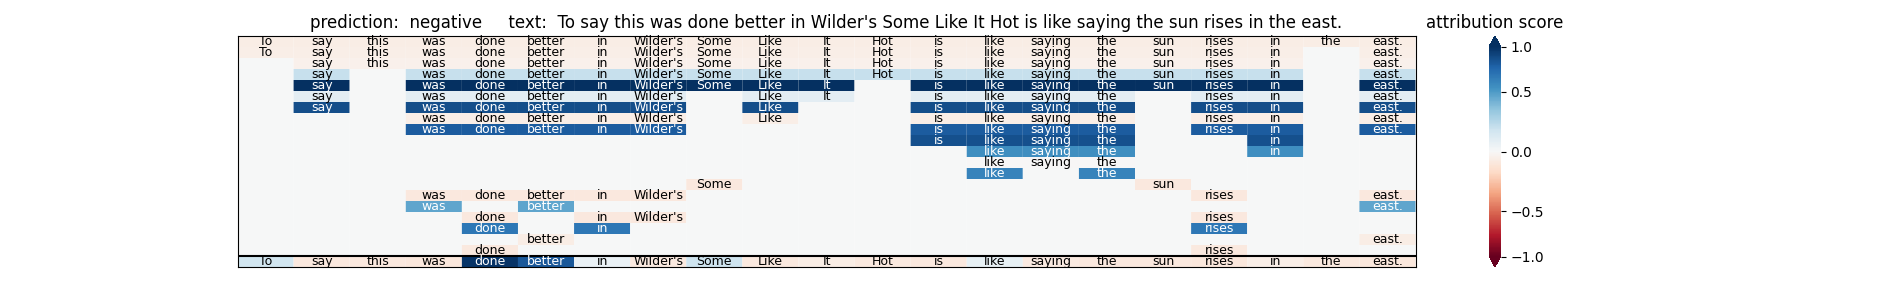 prediction: negative text: To say this was done better in Wilder's Some Like It Hot is like saying the sun rises in the east. attribution score
To say this was done better in Wilder's Some Like It Hot is like saying the sun rises in the east.
To say this was done better in Wilder's Some Like It Hot is like saying the sun rises in east.
say this was done better in Wilder's Some Like It Hot is like saying the sun rises in east.
say was done better in Wilder's Some Like It Hot is like saying the sun rises in east.
say was done better in Wilder's Some Like It is like saying the sun rises in east.
say was done better in Wilder's Like It is like saying the rises in east.
say was done better in Wilder's Like is like saying the rises in east.
was done better in Wilder's Like is like saying the rises in east.
was done better in Wilder's is like saying the rises in east.
is like saying the in
like saying the in
like saying the
like the
Some sun
was done better in Wilder's rises east.
was better east.
done in Wilder's rises
done in rises
better east.
done rises
To say this was done better in Wilder's Some Like It Hot is like saying the sun rises in the east.
1.0
0.5
0.0
−0.5
−1.0